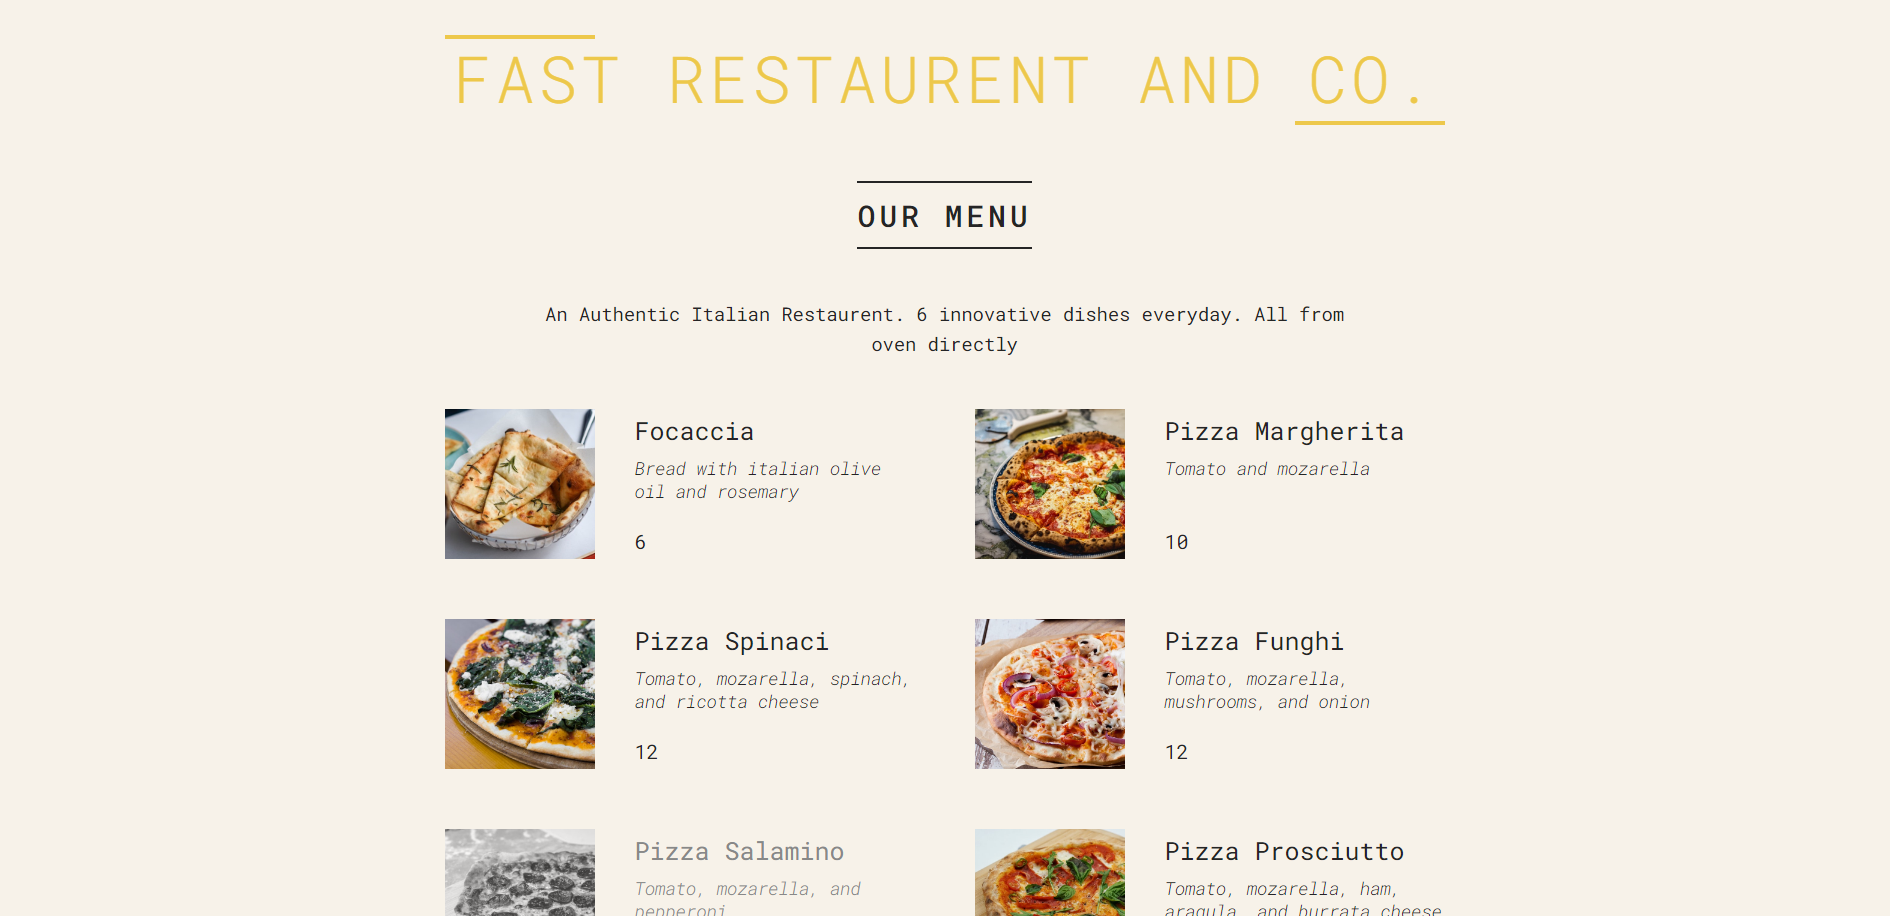 FAST RESTAURENT AND CO.
OUR MENU
An Authentic Italian Restaurent. 6 innovative dishes everyday. All from
oven directly
Focaccia
Bread with italian olive
oil and rosemary
6
Pizza Margherita
Tomato and mozarella
10
Pizza Spinaci
Tomato, mozarella, spinach,
and ricotta cheese
12
Pizza Funghi
Tomato, mozarella,
mushrooms, and onion
12
Pizza Salamino
Tomato, mozarella, and
pepperoni
Pizza Prosciutto
Tomato, mozarella, ham,
aragula, and burrata cheese